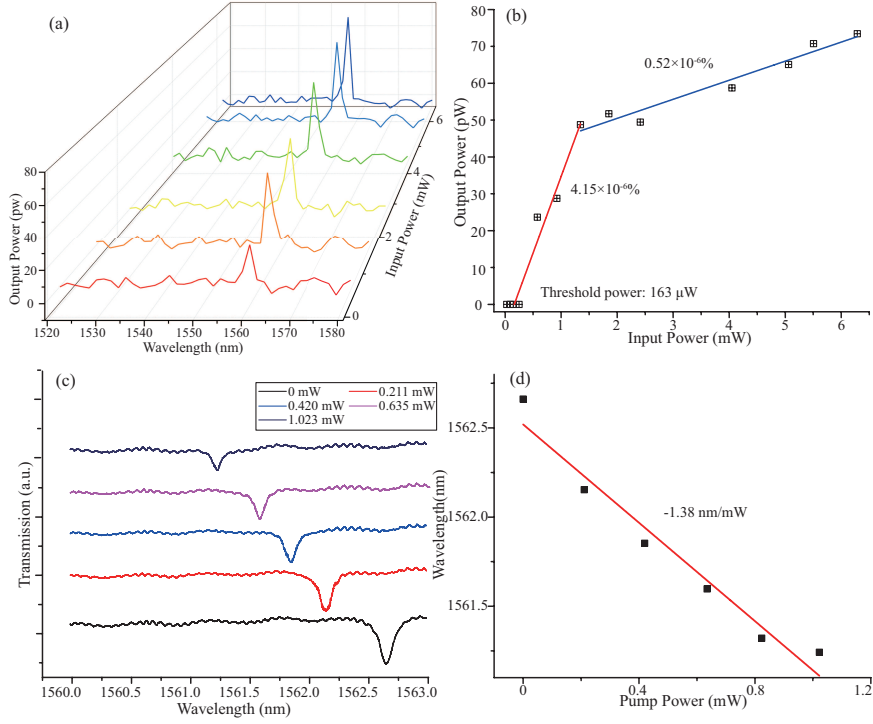 (a)
80
60
40
20
0
Output Power (pw)
1520
1530
1540
1550
1560
1570
1580
Wavelength (nm)
0
2
4
6
Input Power (mW)
(b)
80
70
60
50
40
30
20
10
0
Output Power (pW)
0.52×10⁻⁶%
4.15×10⁻⁶%
Threshold power: 163 μW
0
1
2
3
4
5
6
Input Power (mW)
(c)
0 mW
0.211 mW
0.420 mW
0.635 mW
1.023 mW
Transmission (a.u.)
1560.0
1560.5
1561.0
1561.5
1562.0
1562.5
1563.0
Wavelength (nm)
(d)
1562.5
1562.0
1561.5
Wavelength(nm)
-1.38 nm/mW
0
0.4
0.8
1.2
Pump Power (mW)